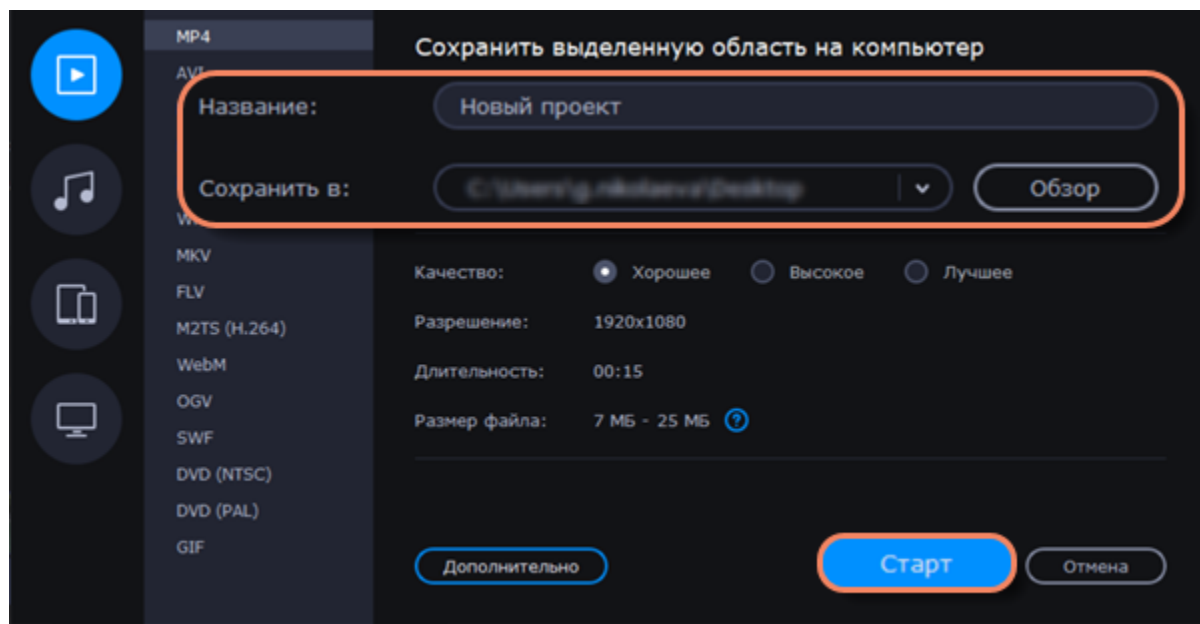 MP4
AVI
MKV
FLV
M2TS (H.264)
WebM
OGV
SWF
DVD (NTSC)
DVD (PAL)
GIF
Сохранить выделенную область на компьютер
Название: Новый проект
Сохранить в: Обзор
Качество: Хорошее Высокое Лучшее
Разрешение: 1920x1080
Длительность: 00:15
Размер файла: 7 МБ - 25 МБ ?
Дополнительно Старт Отмена